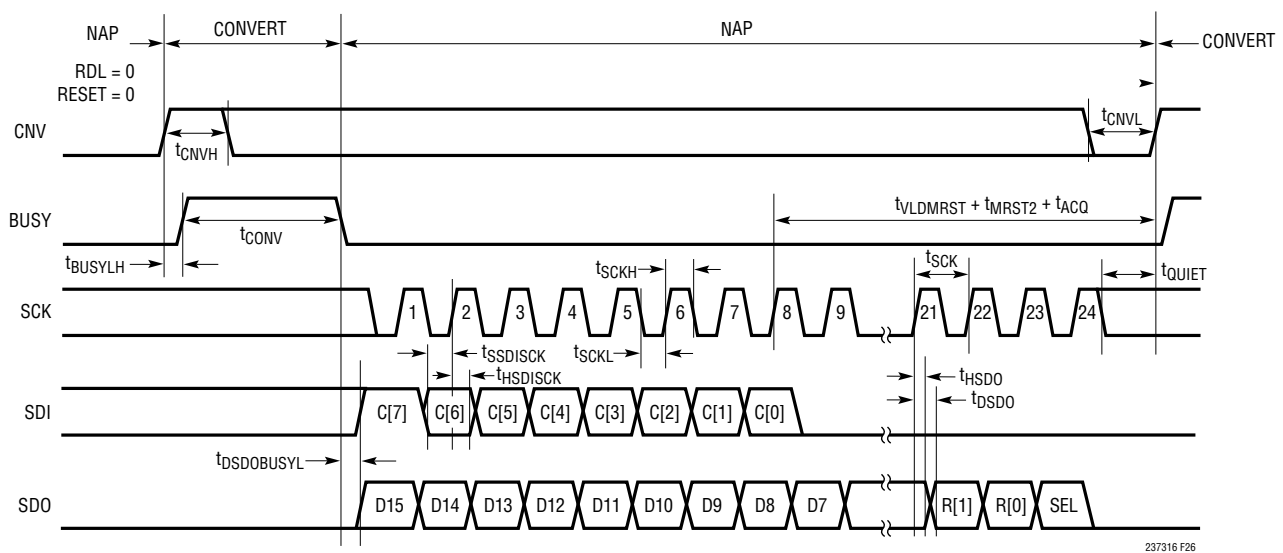 NAP CONVERT NAP CONVERT
RDL = 0
RESET = 0
CNV tCNVH tCNVL
BUSY tCONV tVLDMRST + tMRST2 + tACQ
tBUSYLH tSCKH tSCK tQUIET
SCK 1 2 3 4 5 6 7 8 9 21 22 23 24
tSSDISCK tSCKL
tHSDISCK tHSDO
tDSDO
SDI C[7] C[6] C[5] C[4] C[3] C[2] C[1] C[0]
tDSDOBUSYL
SDO D15 D14 D13 D12 D11 D10 D9 D8 D7 R[1] R[0] SEL
237316 F26